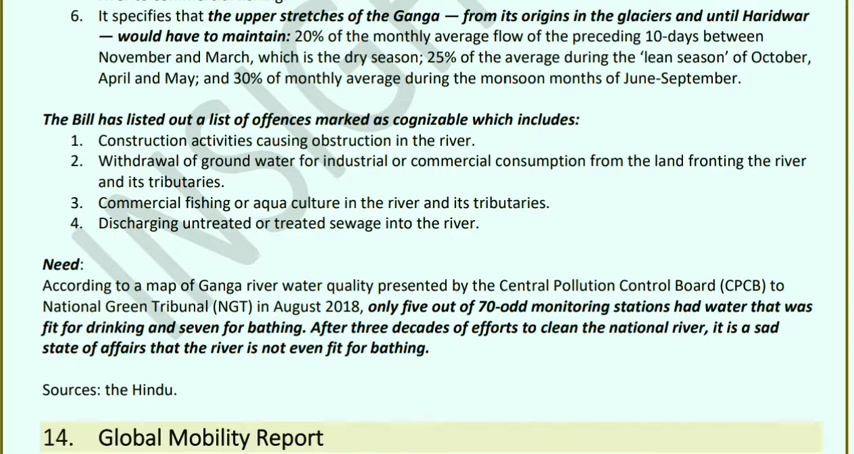 6. It specifies that the upper stretches of the Ganga — from its origins in the glaciers and until Haridwar
— would have to maintain: 20% of the monthly average flow of the preceding 10-days between
November and March, which is the dry season; 25% of the average during the ‘lean season’ of October,
April and May; and 30% of monthly average during the monsoon months of June-September.
The Bill has listed out a list of offences marked as cognizable which includes:
1. Construction activities causing obstruction in the river.
2. Withdrawal of ground water for industrial or commercial consumption from the land fronting the river
and its tributaries.
3. Commercial fishing or aqua culture in the river and its tributaries.
4. Discharging untreated or treated sewage into the river.
Need:
According to a map of Ganga river water quality presented by the Central Pollution Control Board (CPCB) to
National Green Tribunal (NGT) in August 2018, only five out of 70-odd monitoring stations had water that was
fit for drinking and seven for bathing. After three decades of efforts to clean the national river, it is a sad
state of affairs that the river is not even fit for bathing.
Sources: the Hindu.
14. Global Mobility Report